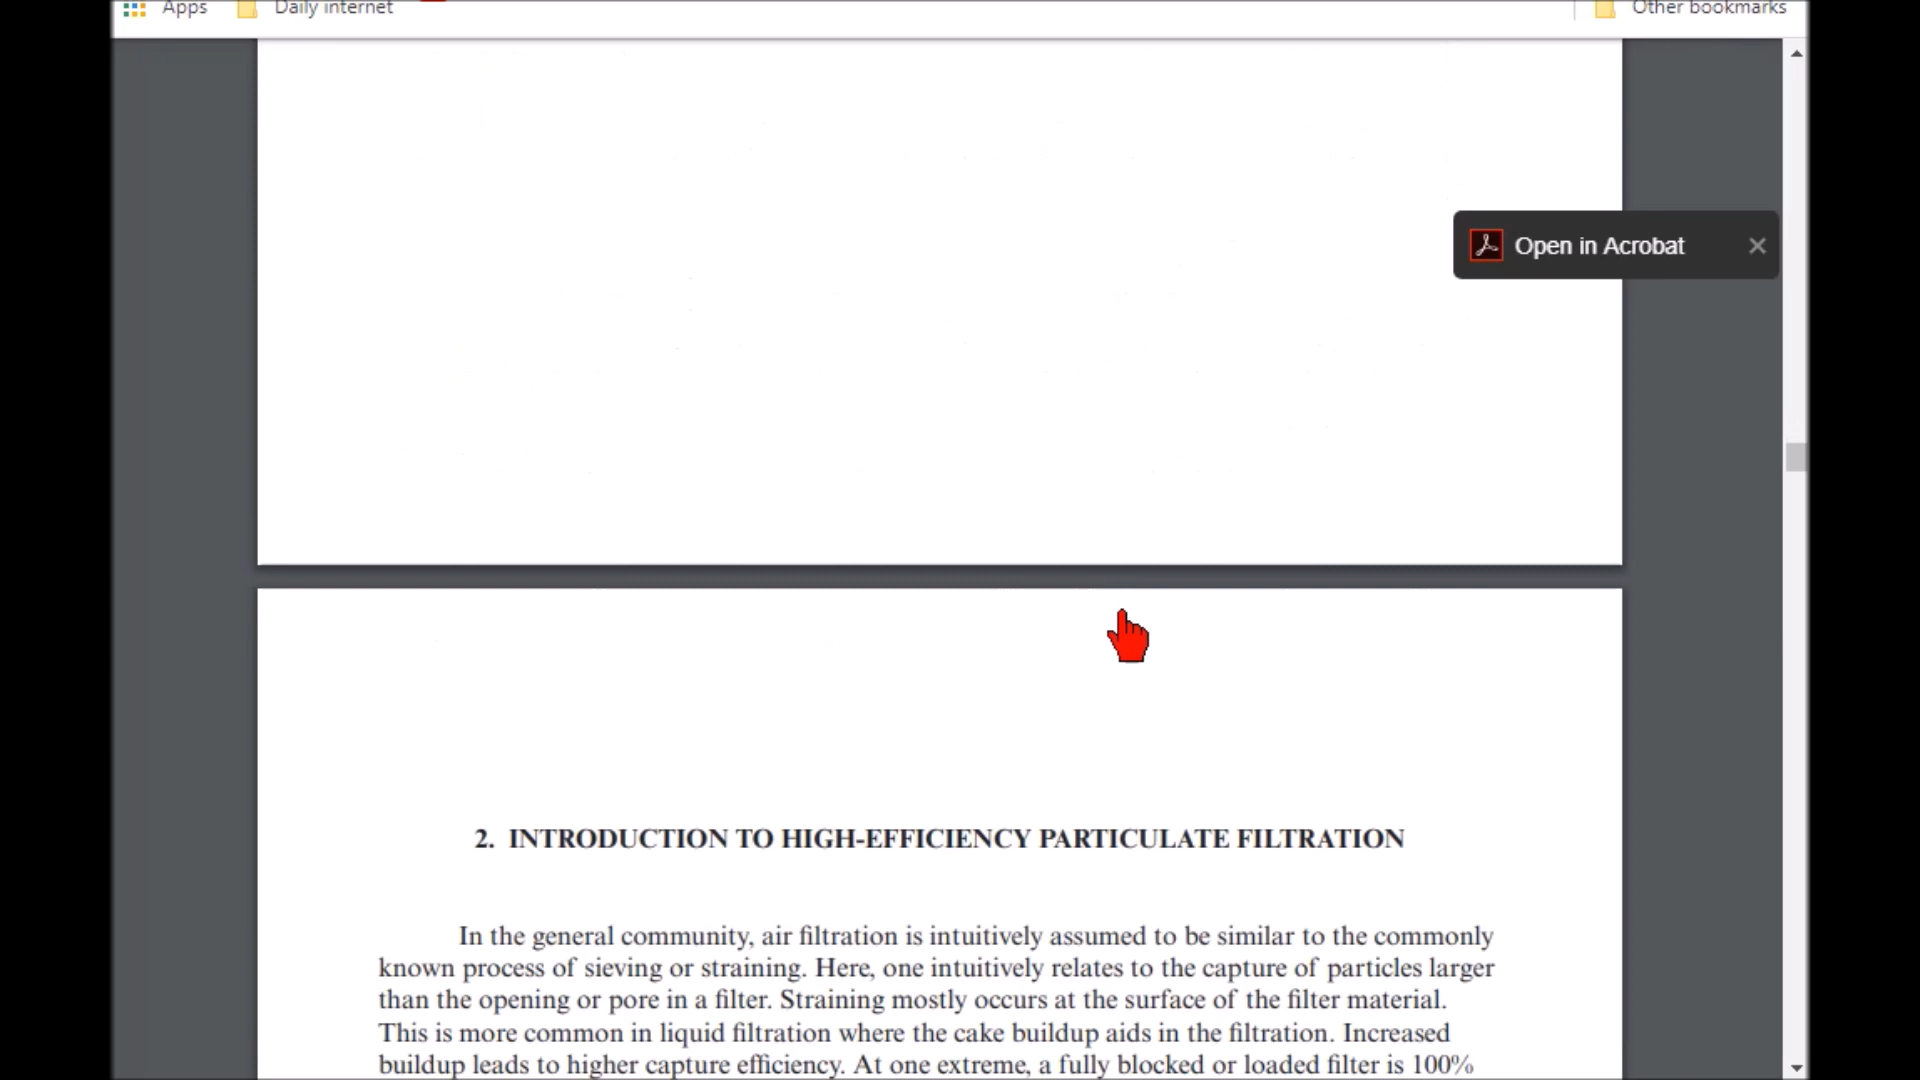 Apps Daily internet Other bookmarks
Open in Acrobat
2. INTRODUCTION TO HIGH-EFFICIENCY PARTICULATE FILTRATION
In the general community, air filtration is intuitively assumed to be similar to the commonly
known process of sieving or straining. Here, one intuitively relates to the capture of particles larger
than the opening or pore in a filter. Straining mostly occurs at the surface of the filter material.
This is more common in liquid filtration where the cake buildup aids in the filtration. Increased
buildup leads to higher capture efficiency. At one extreme, a fully blocked or loaded filter is 100%